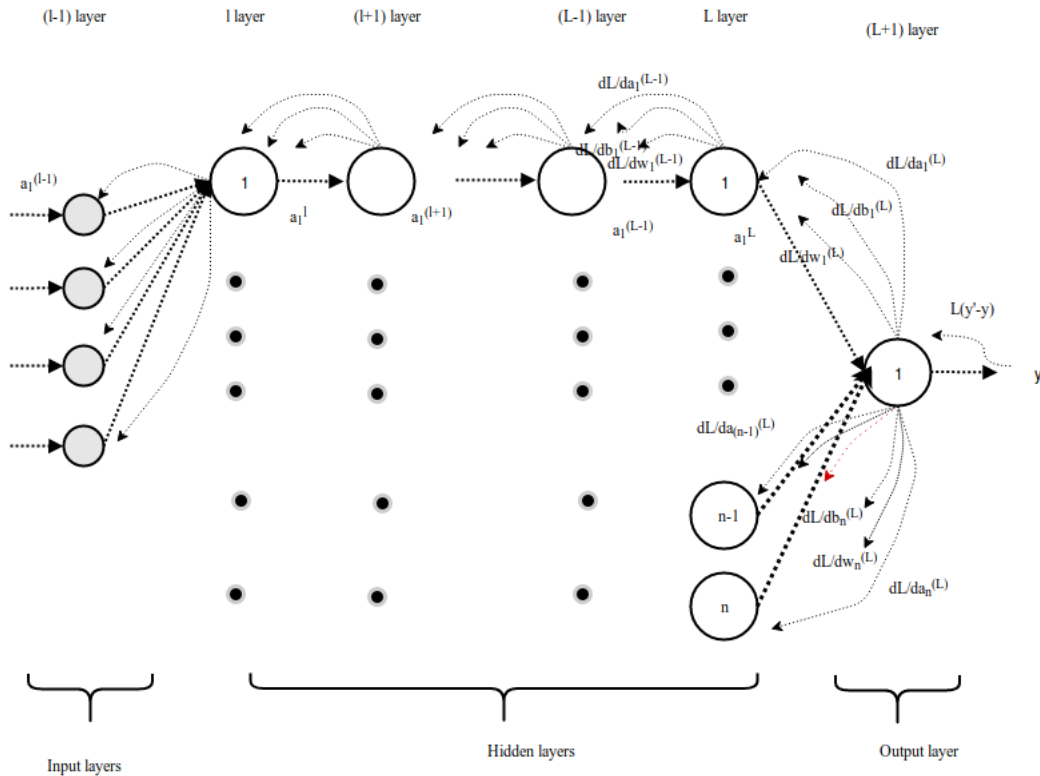 (l-1) layer
l layer
(l+1) layer
(L-1) layer
L layer
(L+1) layer
dL/da₁⁽ᴸ⁻¹⁾
dL/db₁⁽ᴸ⁻¹⁾
dL/dw₁⁽ᴸ⁻¹⁾
dL/da₁⁽ᴸ⁾
a₁⁽ˡ⁻¹⁾
1
1
a₁ˡ
a₁⁽ˡ⁺¹⁾
a₁⁽ᴸ⁻¹⁾
a₁ᴸ
dL/db₁⁽ᴸ⁾
dL/dw₁⁽ᴸ⁾
L(y'-y)
1
y
dL/da₍ₙ₋₁₎⁽ᴸ⁾
n-1
dL/dbₙ⁽ᴸ⁾
dL/dwₙ⁽ᴸ⁾
dL/daₙ⁽ᴸ⁾
n
Input layers
Hidden layers
Output layer